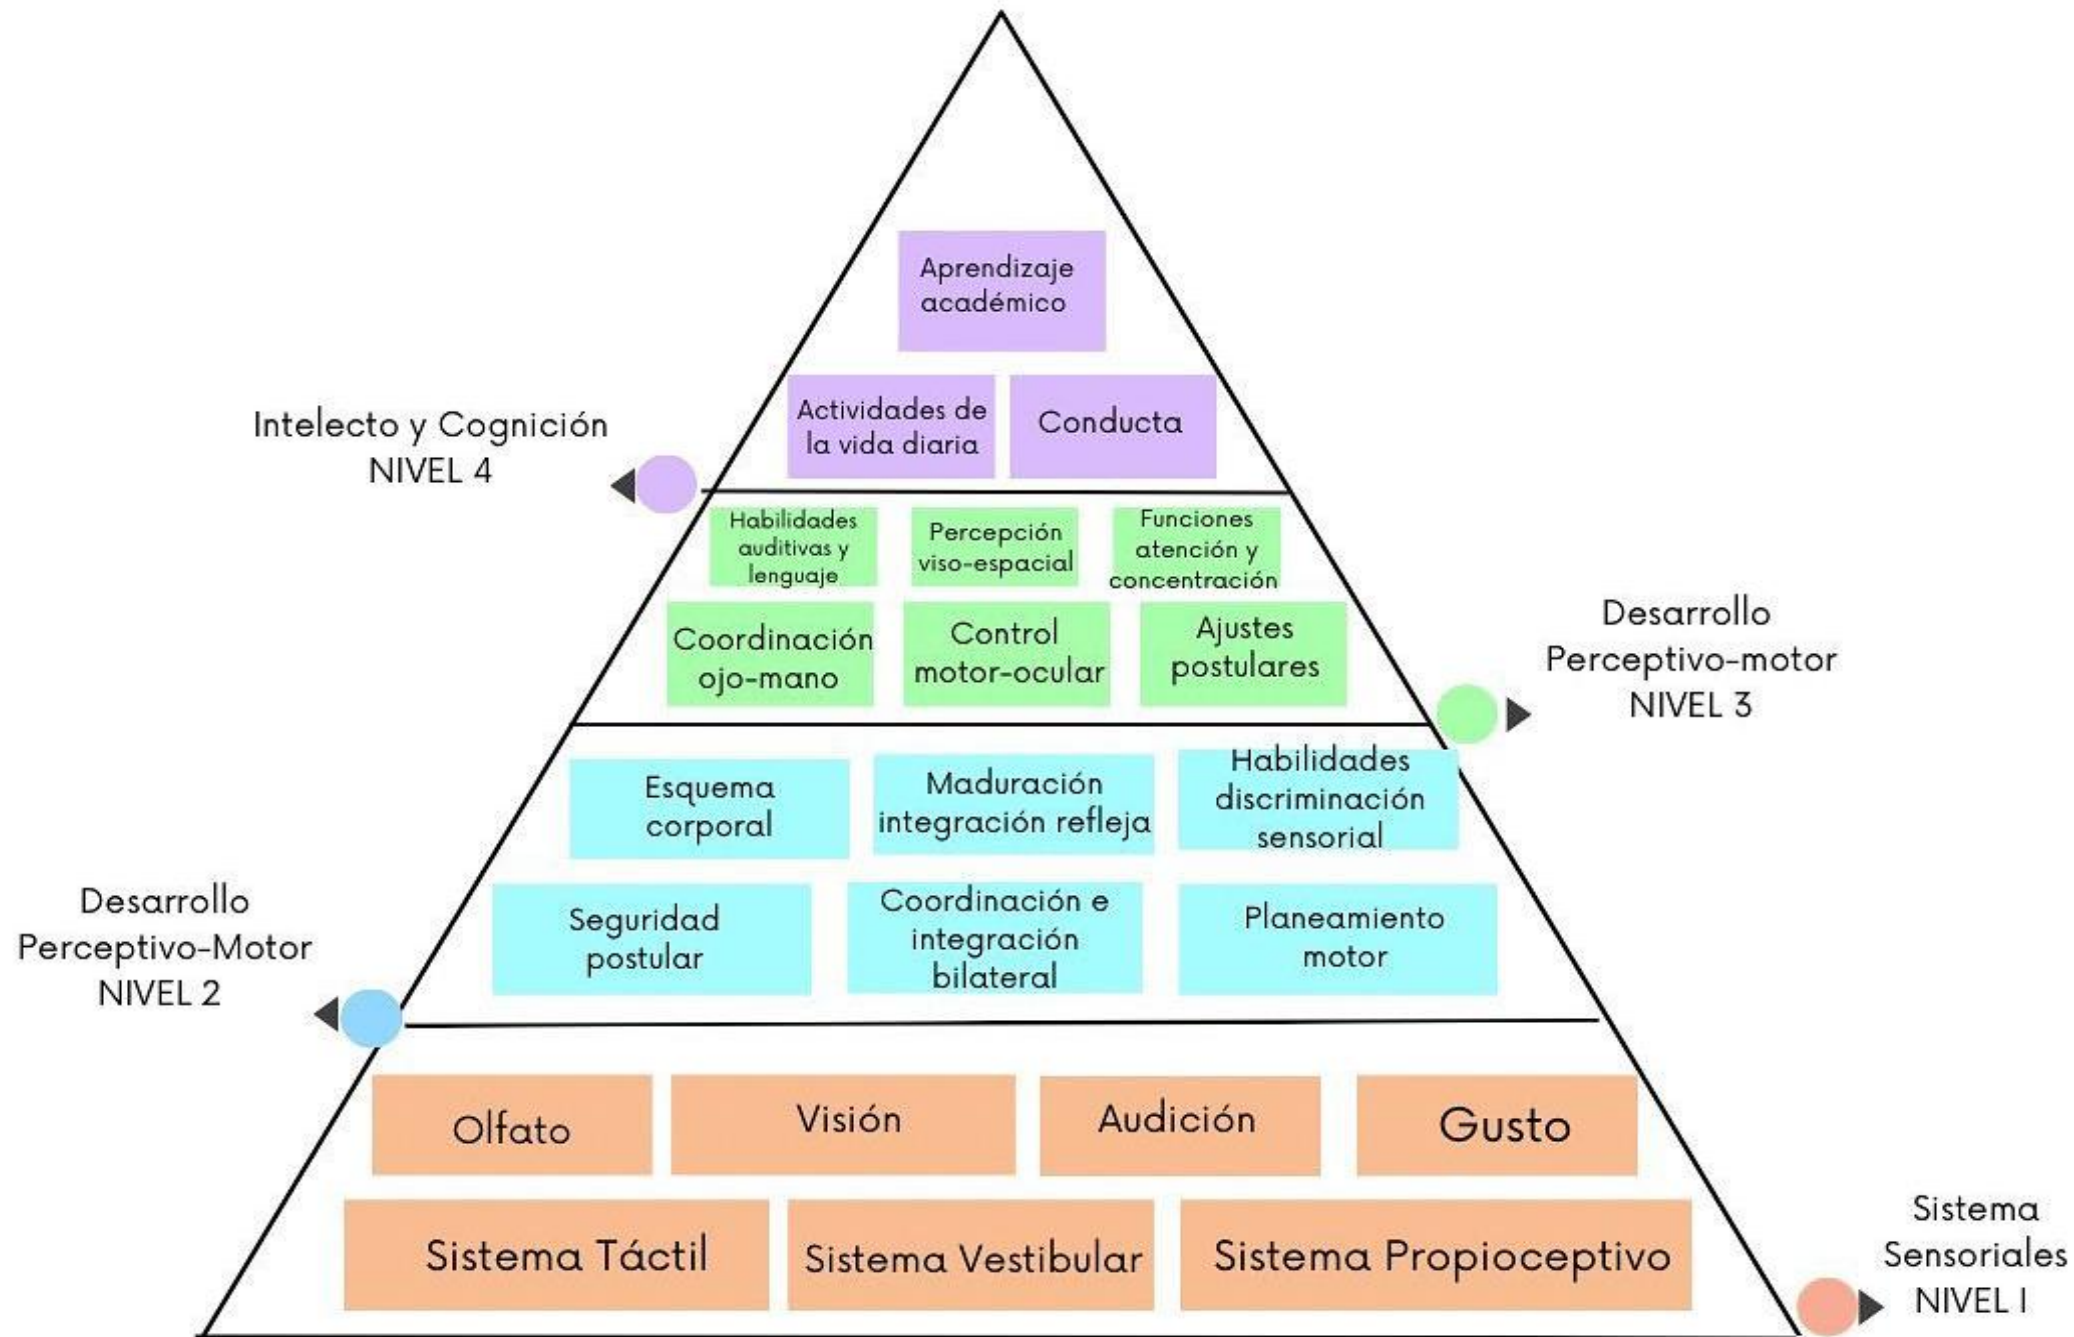 Aprendizaje
académico
Actividades de
la vida diaria
Conducta
Intelecto y Cognición
NIVEL 4
Habilidades
auditivas y
lenguaje
Percepción
viso-espacial
Funciones
atención y
concentración
Coordinación
ojo-mano
Control
motor-ocular
Ajustes
postulares
Desarrollo
Perceptivo-motor
NIVEL 3
Esquema
corporal
Maduración
integración refleja
Habilidades
discriminación
sensorial
Seguridad
postular
Coordinación e
integración
bilateral
Planeamiento
motor
Desarrollo
Perceptivo-Motor
NIVEL 2
Olfato
Visión
Audición
Gusto
Sistema Táctil
Sistema Vestibular
Sistema Propioceptivo
Sistema
Sensoriales
NIVEL I